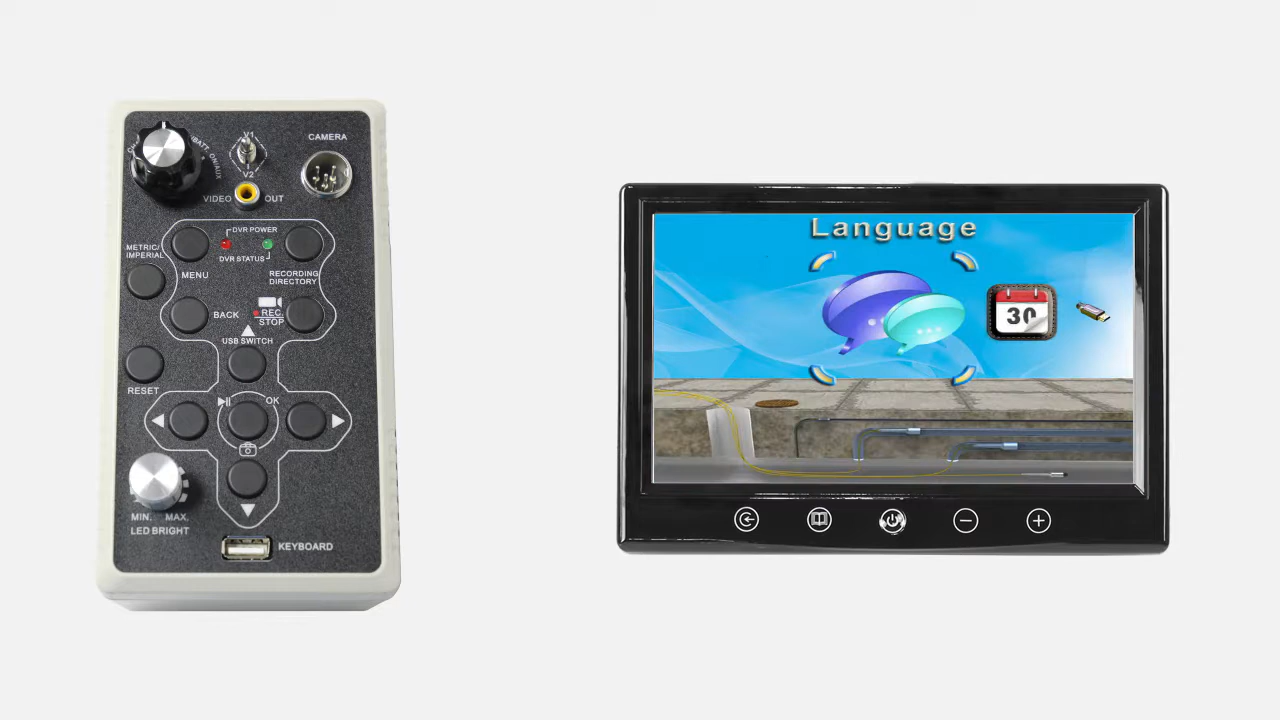 V1
CAMERA
BATT. ON/AUX
V2
VIDEO OUT
DVR POWER
METRIC/
IMPERIAL
DVR STATUS
MENU
RECORDING
DIRECTORY
BACK
REC.
STOP
USB SWITCH
RESET
OK
MIN. MAX.
LED BRIGHT
KEYBOARD
Language
30